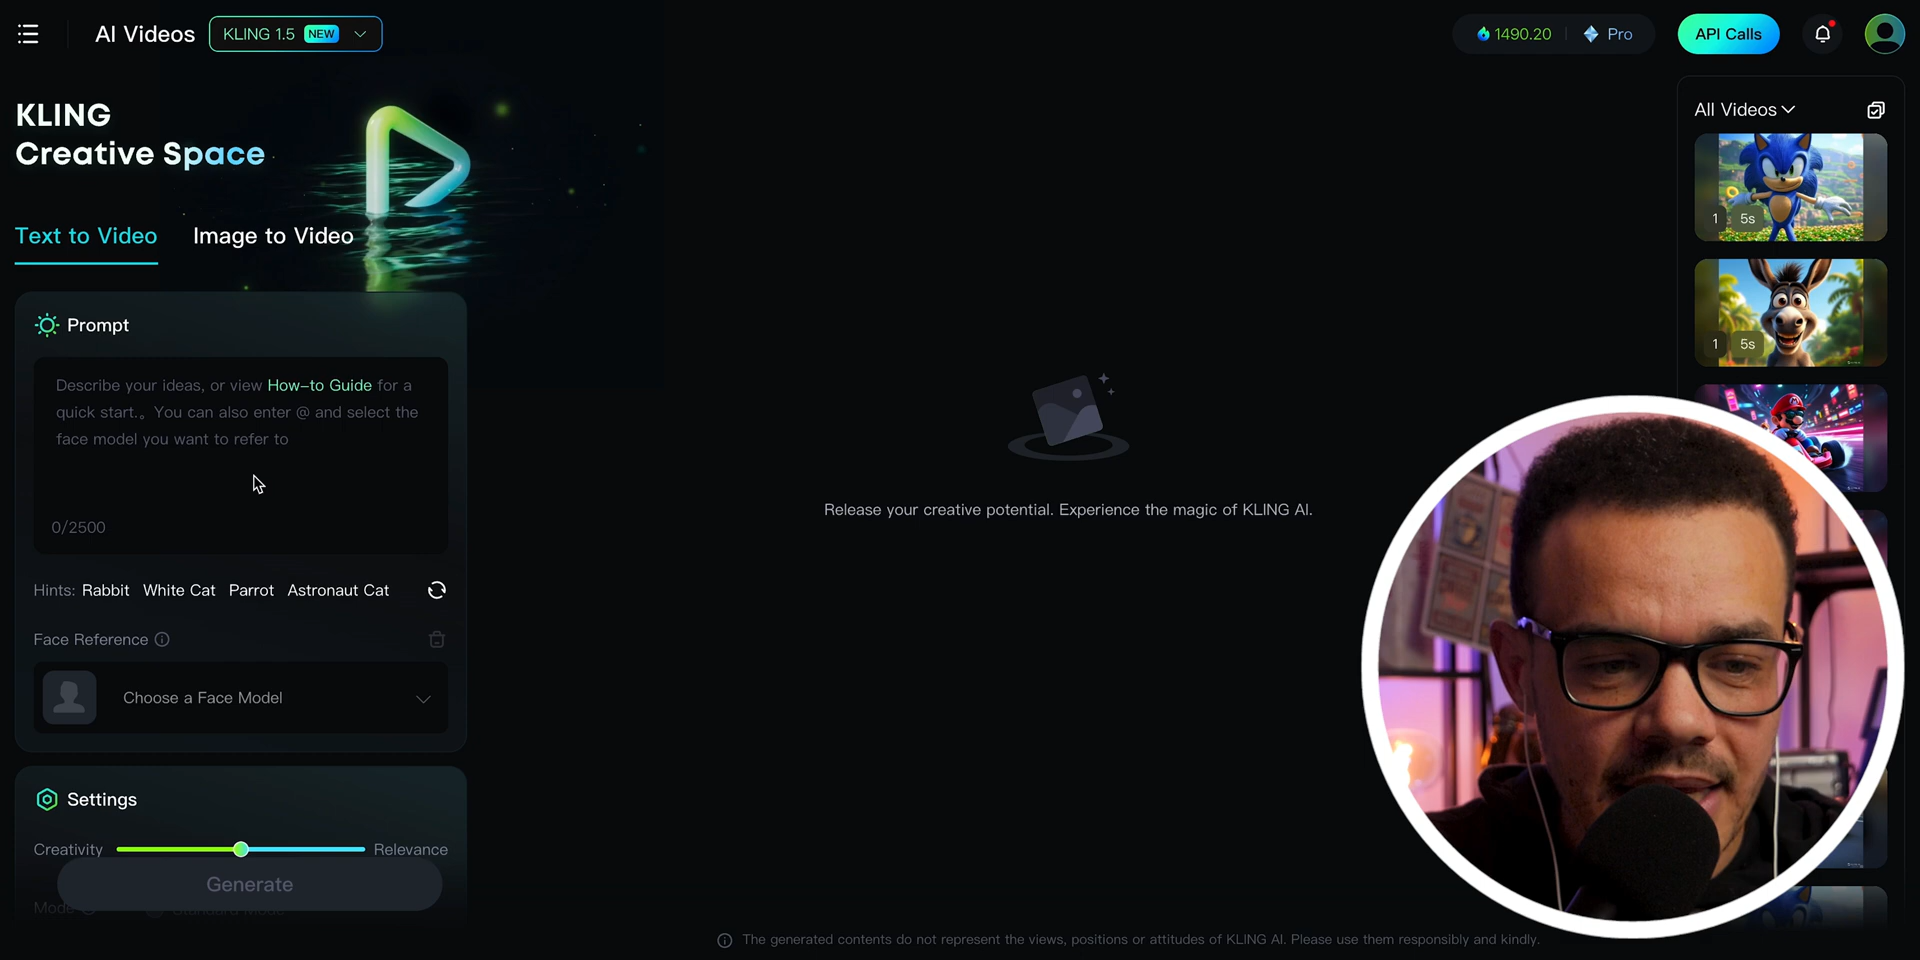 AI Videos KLING 1.5 NEW
1490.20 Pro API Calls
KLING
Creative Space
Text to Video Image to Video
Prompt
Describe your ideas, or view How-to Guide for a
quick start.。You can also enter @ and select the
face model you want to refer to
0/2500
Hints: Rabbit White Cat Parrot Astronaut Cat
Face Reference
Choose a Face Model
Settings
Creativity Relevance
Generate
Mode Standard Mode
Release your creative potential. Experience the magic of KLING AI.
All Videos
1 5s
1 5s
The generated contents do not represent the views, positions or attitudes of KLING AI. Please use them responsibly and kindly.